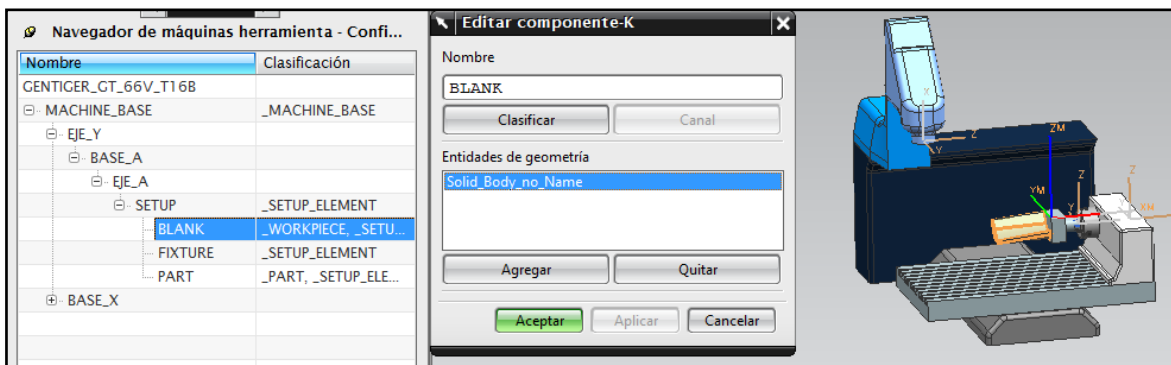 Navegador de máquinas herramienta - Confi...
Nombre Clasificación
GENTIGER_GT_66V_T16B
MACHINE_BASE _MACHINE_BASE
EJE_Y
BASE_A
EJE_A
SETUP _SETUP_ELEMENT
BLANK _WORKPIECE, _SETU...
FIXTURE _SETUP_ELEMENT
PART _PART, _SETUP_ELE...
BASE_X
Editar componente-K
Nombre
BLANK
Clasificar Canal
Entidades de geometría
Solid_Body_no_Name
Agregar Quitar
Aceptar Aplicar Cancelar
X
Z
Y
ZM
YM
Z
Y
Z
XM